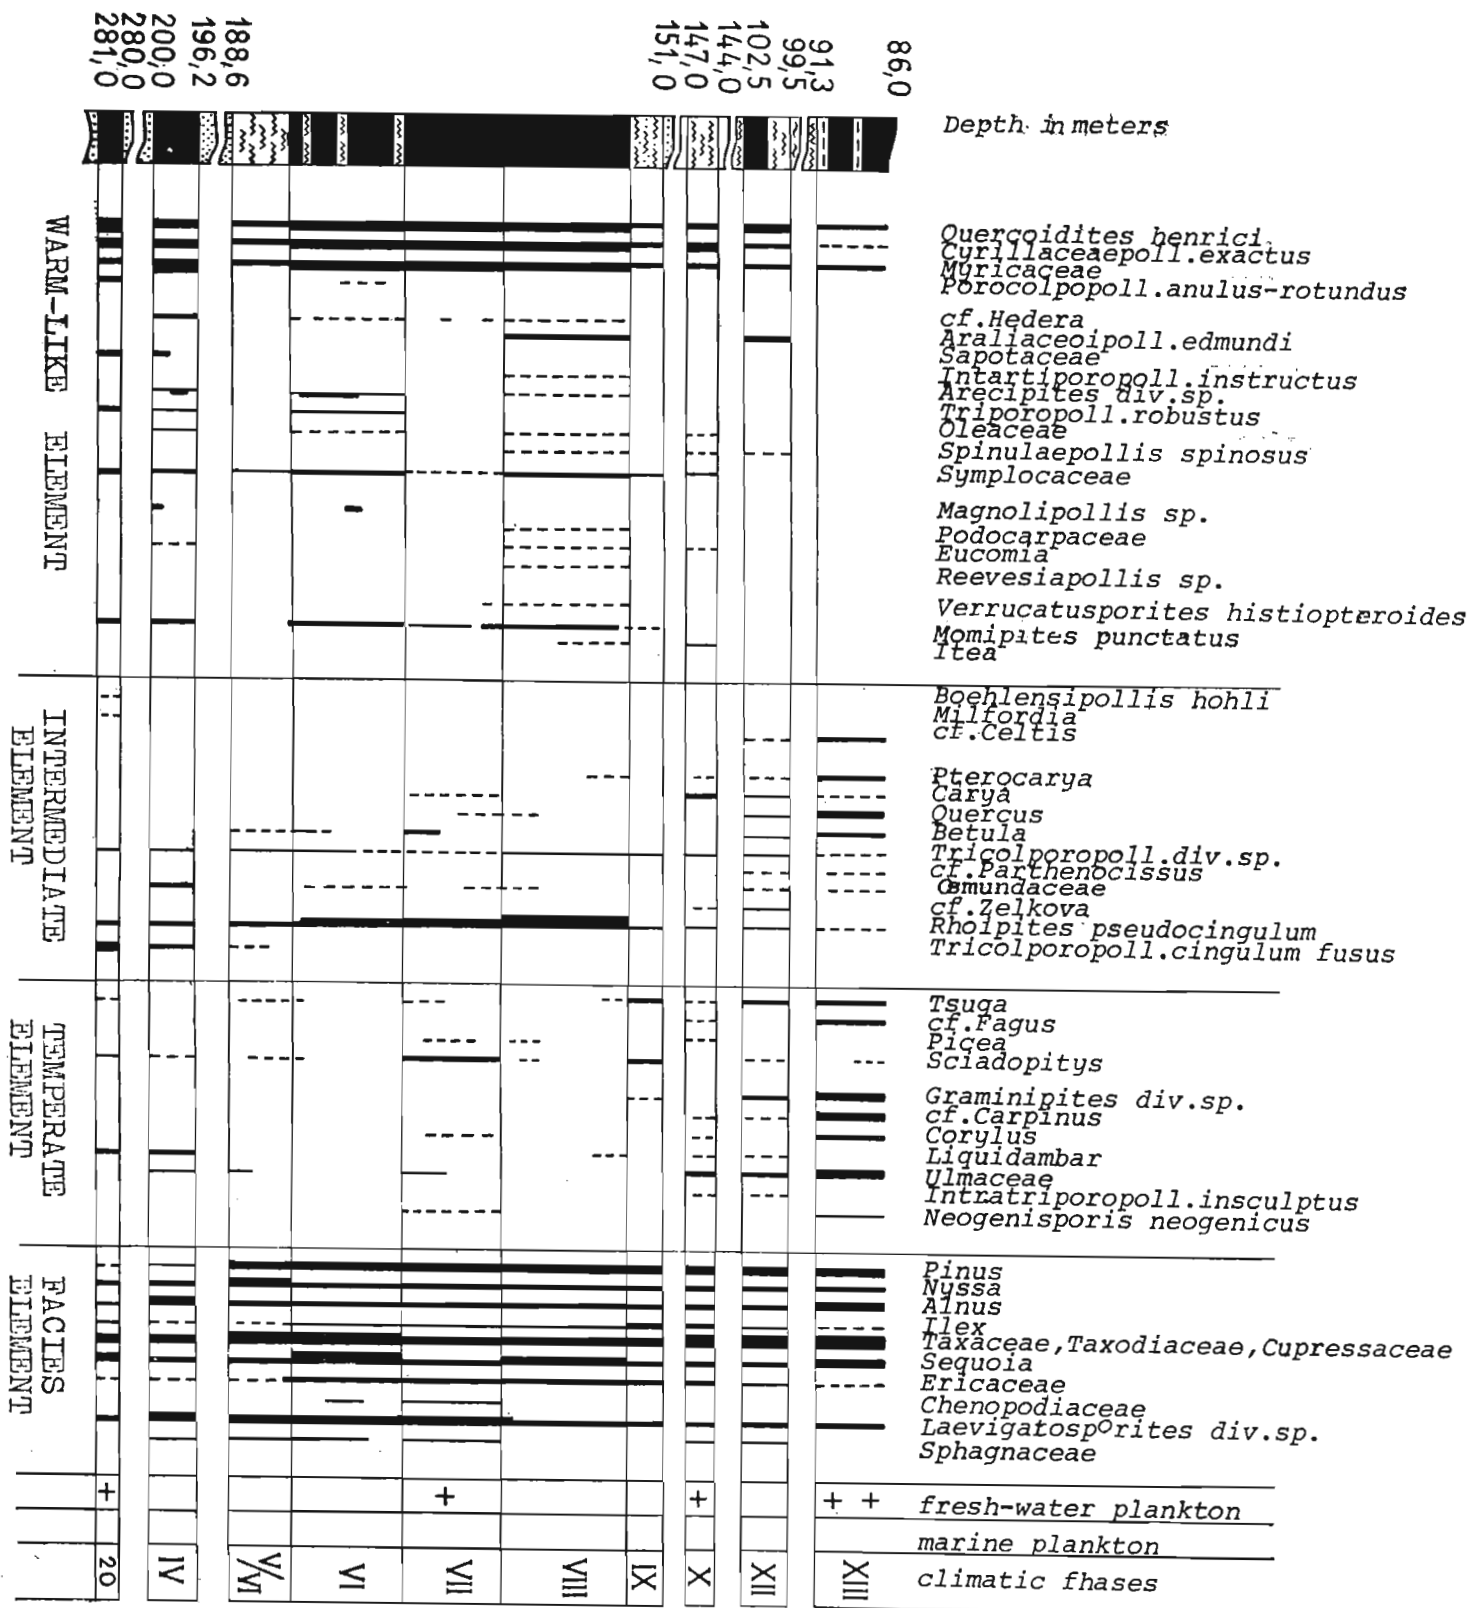 281,0
280,0
200,0
196,2
188,6
151,0
147,0
144,0
102,5
99,5
91,3
86,0
Depth in meters
WARM-LIKE ELEMENT
Quercoidites henrici
Cyrillaceaepoll.exactus
Myricaceae
Porocolpopoll.anulus-rotundus
cf.Hedera
Araliaceoipoll.edmundi
Sapotaceae
Intartiporopoll.instructus
Arecipites div.sp.
Triporopoll.robustus
Oleaceae
Spinulaepollis spinosus
Symplocaceae
Magnolipollis sp.
Podocarpaceae
Eucomia
Reevesiapollis sp.
Verrucatusporites histiopteroides
Momipites punctatus
Itea
INTERMEDIATE
ELEMENT
Boehlensipollis hohli
Milfordia
cf.Celtis
Pterocarya
Carya
Quercus
Betula
Tricolporopoll.div.sp.
cf.Parthenocissus
Osmundaceae
cf.Zelkova
Rhoipites pseudocingulum
Tricolporopoll.cingulum fusus
TEMPERATE
ELEMENT
Tsuga
cf.Fagus
Picea
Sciadopitys
Graminipites div.sp.
cf.Carpinus
Corylus
Liquidambar
Ulmaceae
Intratriporopoll.insculptus
Neogenisporis neogenicus
FACIES
ELEMENT
Pinus
Nyssa
Alnus
Ilex
Taxaceae,Taxodiaceae,Cupressaceae
Sequoia
Ericaceae
Chenopodiaceae
Laevigatosporites div.sp.
Sphagnaceae
+ + + + + fresh-water plankton
marine plankton
20 IV V/VI VI VII VIII IX X XII XIII climatic fhases